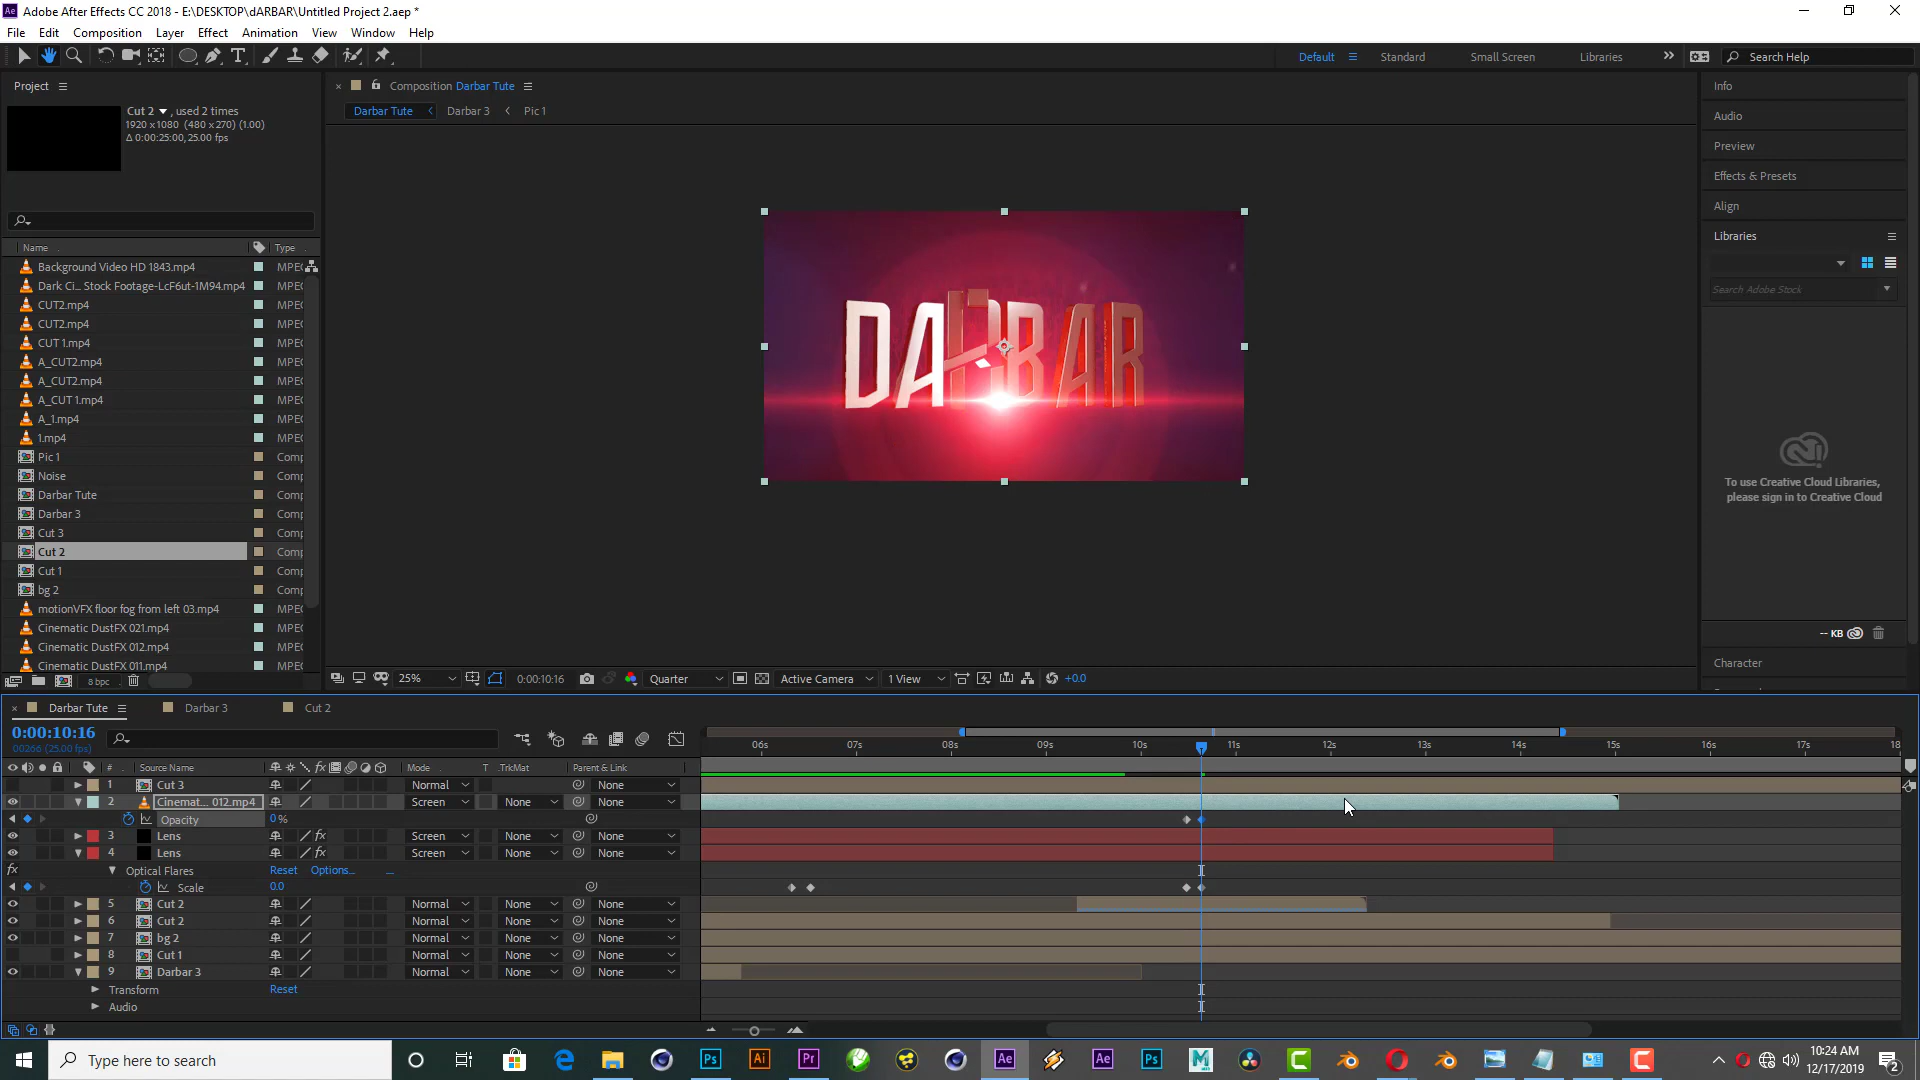 Adobe After Effects CC 2018 - E:\DESKTOP\dARBAR\Untitled Project 2.aep *
File Edit Composition Layer Effect Animation View Window Help
Default Standard Small Screen Libraries Search Help
Project
Cut 2 , used 2 times
1920 x 1080 (480 x 270) (1.00)
Δ 0:00:25:00, 25.00 fps
Name Type
Background Video HD 1843.mp4 MPEG
Dark Ci... Stock Footage-LcF6ut-1M94.mp4 MPEG
CUT2.mp4 MPEG
CUT2.mp4 MPEG
CUT 1.mp4 MPEG
A_CUT2.mp4 MPEG
A_CUT2.mp4 MPEG
A_CUT 1.mp4 MPEG
A_1.mp4 MPEG
1.mp4 MPEG
Pic 1 Comp
Noise Comp
Darbar Tute Comp
Darbar 3 Comp
Cut 3 Comp
Cut 2 Comp
Cut 1 Comp
bg 2 Comp
motionVFX floor fog from left 03.mp4 MPEG
Cinematic DustFX 021.mp4 MPEG
Cinematic DustFX 012.mp4 MPEG
Cinematic DustFX 011.mp4 MPEG
8 bpc
Composition Darbar Tute
Darbar Tute Darbar 3 Pic 1
DARBAR
25% 0:00:10:16 Quarter Active Camera 1 View +0.0
Info
Audio
Preview
Effects & Presets
Align
Libraries
Search Adobe Stock
To use Creative Cloud Libraries,
please sign in to Creative Cloud
-- KB
Character
Darbar Tute Darbar 3 Cut 2
0:00:10:16
00266 (25.00 fps)
06s 07s 08s 09s 10s 11s 12s 13s 14s 15s 16s 17s 18
# Source Name fx Mode T .TrkMat Parent & Link
1 Cut 3 Normal None
2 Cinemat... 012.mp4 Screen None None
Opacity 0 %
3 Lens fx Screen None None
4 Lens fx Screen None None
fx Optical Flares Reset Options... ...
Scale 0.0
5 Cut 2 Normal None None
6 Cut 2 Normal None None
7 bg 2 Normal None None
8 Cut 1 Normal None None
9 Darbar 3 Normal None None
Transform Reset
Audio
Type here to search
Ps Ai Pr Ae Ae Ps M
10:24 AM
12/17/2019
2